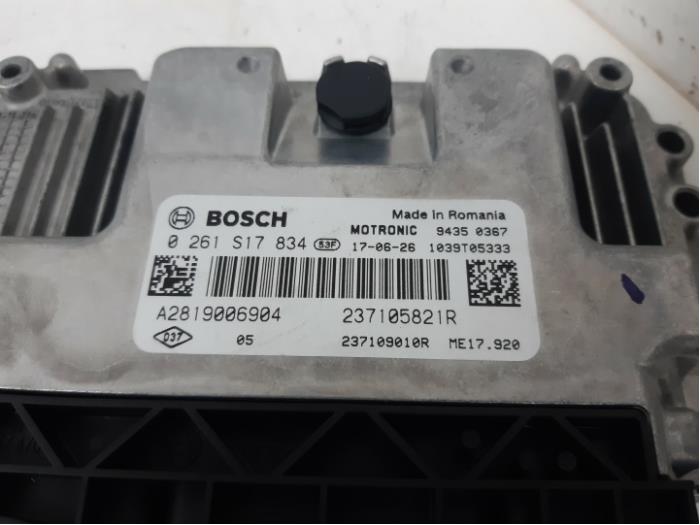 BOSCH Made in Romania
MOTRONIC 9435 0367
0 261 S17 834 53F 17-06-26 1039T05333
A2819006904 237105821R
037 05 237109010R ME17.920